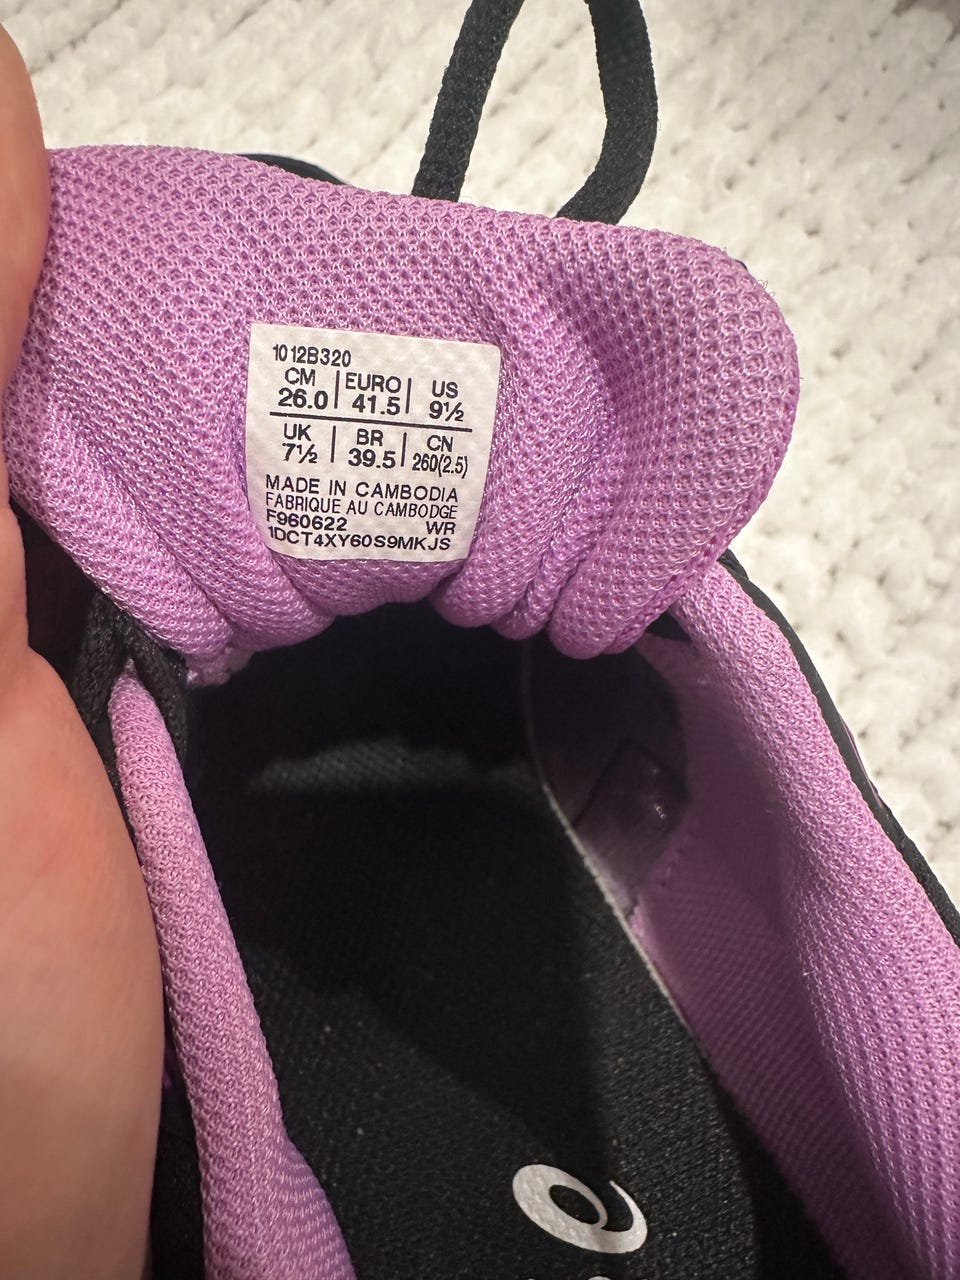 1012B320
CM | EURO | US
26.0 | 41.5 | 9½
UK | BR | CN
7½ | 39.5 | 260(2.5)
MADE IN CAMBODIA
FABRIQUE AU CAMBODGE
F960622 WR
1DCT4XY60S9MKJS